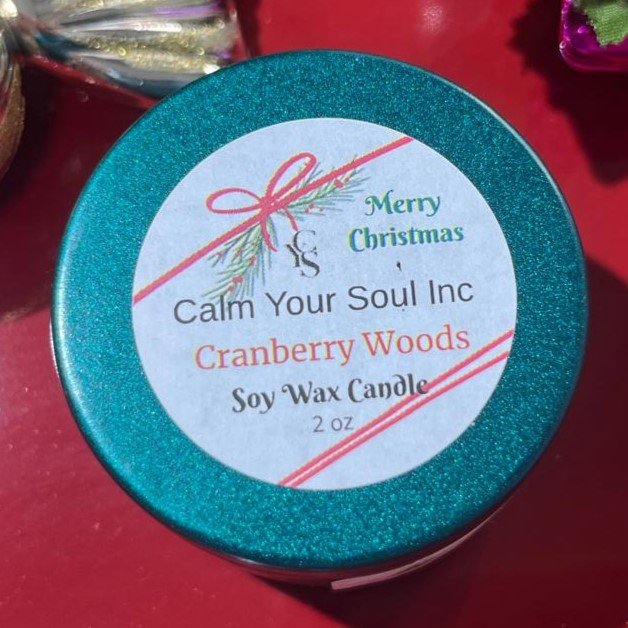 Merry
Christmas
CYS
Calm Your Soul Inc
Cranberry Woods
Soy Wax Candle
2 oz